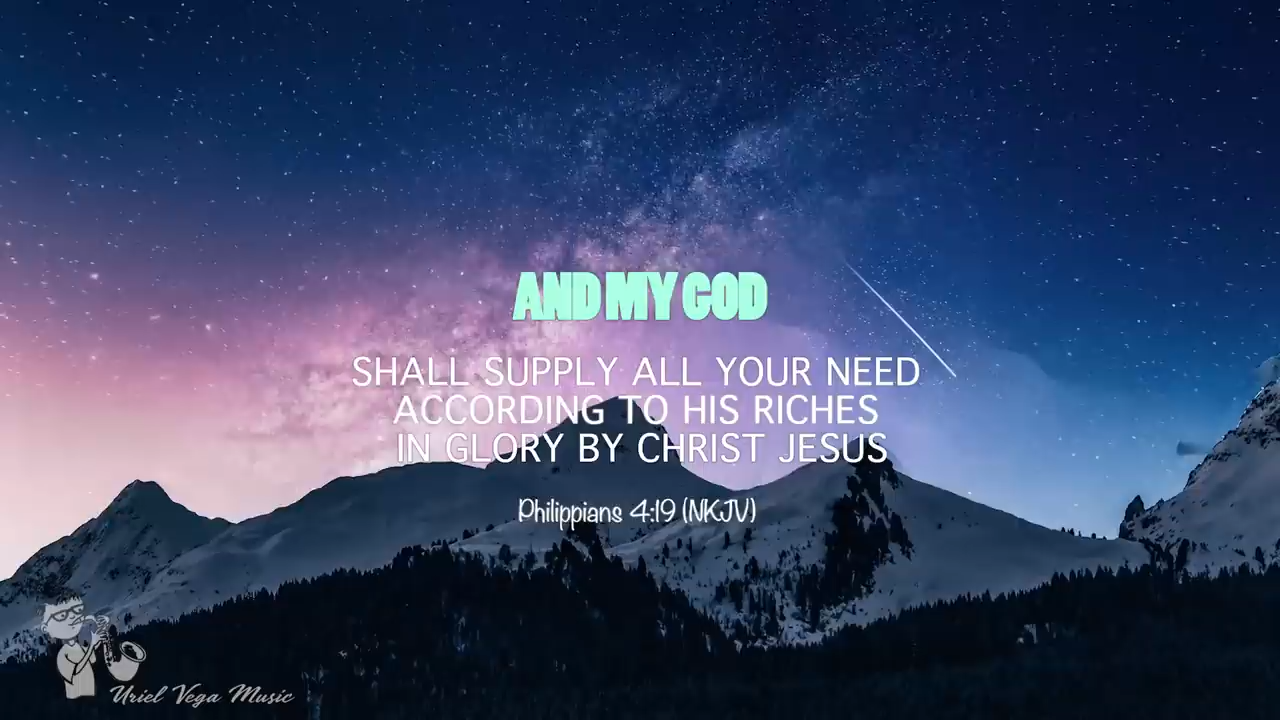 AND MY GOD
SHALL SUPPLY ALL YOUR NEED
ACCORDING TO HIS RICHES
IN GLORY BY CHRIST JESUS
Philippians 4:19 (NKJV)
Uriel Vega Music